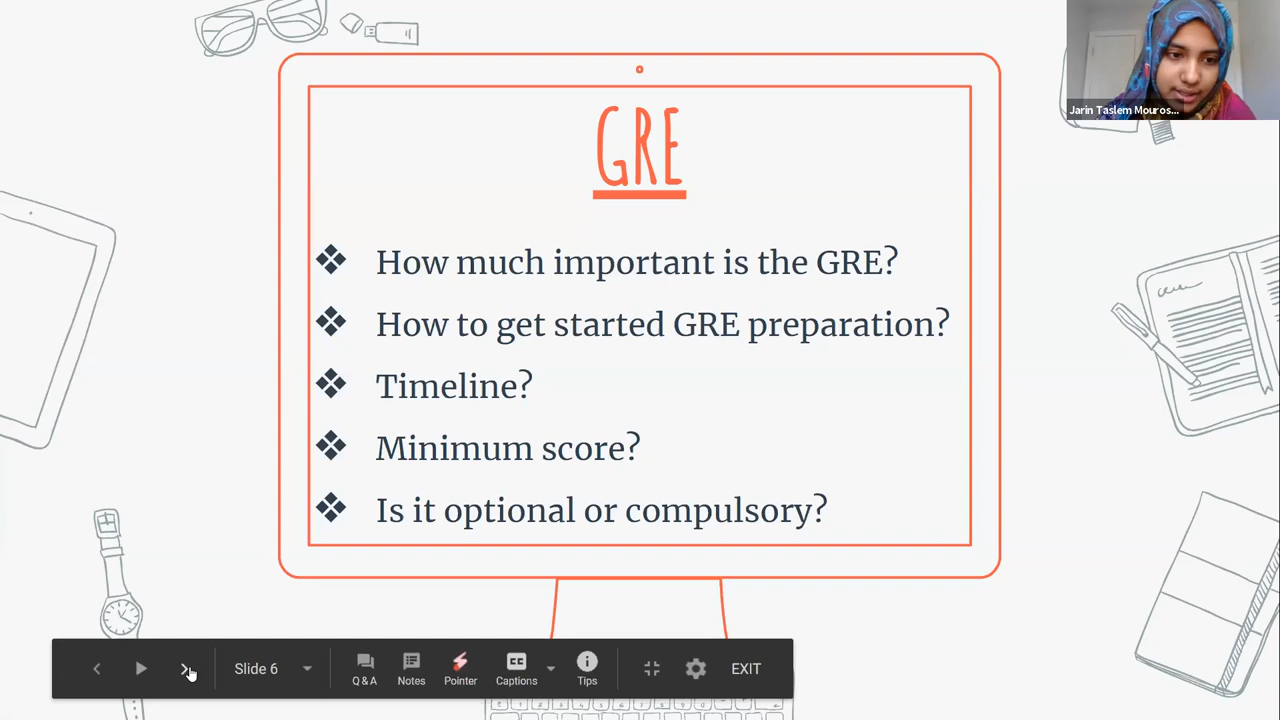 GRE
Jarin Taslem Mouros...
❖ How much important is the GRE?
❖ How to get started GRE preparation?
❖ Timeline?
❖ Minimum score?
❖ Is it optional or compulsory?
Slide 6
Q & A
Notes
Pointer
Captions
Tips
EXIT